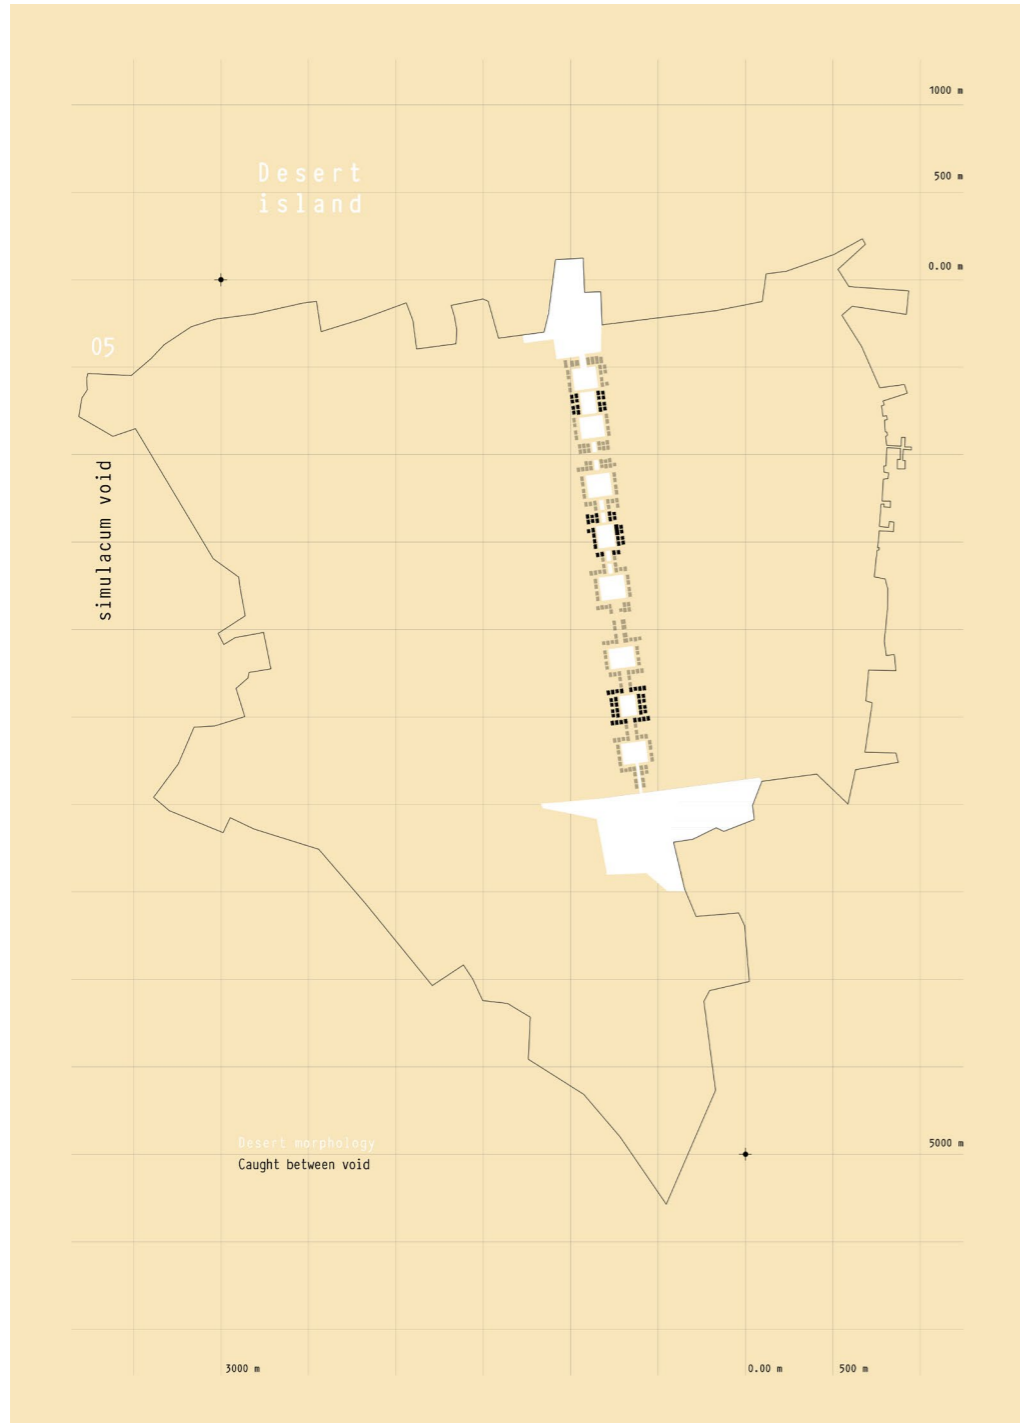 1000 m
500 m
Desert
island
0.00 m
05
simulacum void
Desert morphology
Caught between void
5000 m
3000 m
0.00 m
500 m